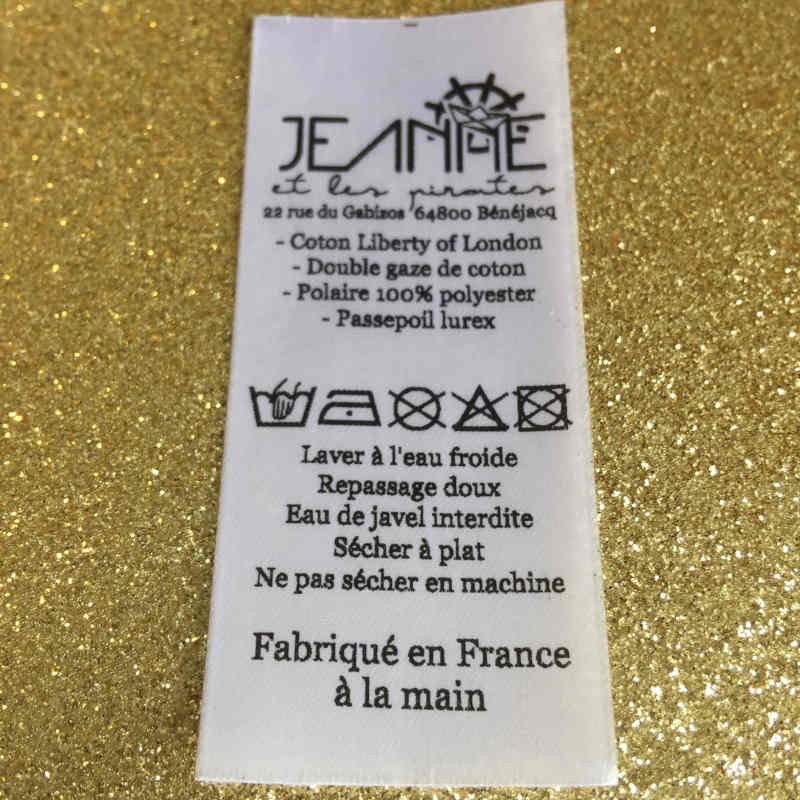 JEANNE
et les pirates
22 rue du Gabizos 64800 Bénéjacq
- Coton Liberty of London
- Double gaze de coton
- Polaire 100% polyester
- Passepoil lurex
Laver à l'eau froide
Repassage doux
Eau de javel interdite
Sécher à plat
Ne pas sécher en machine
Fabriqué en France
à la main